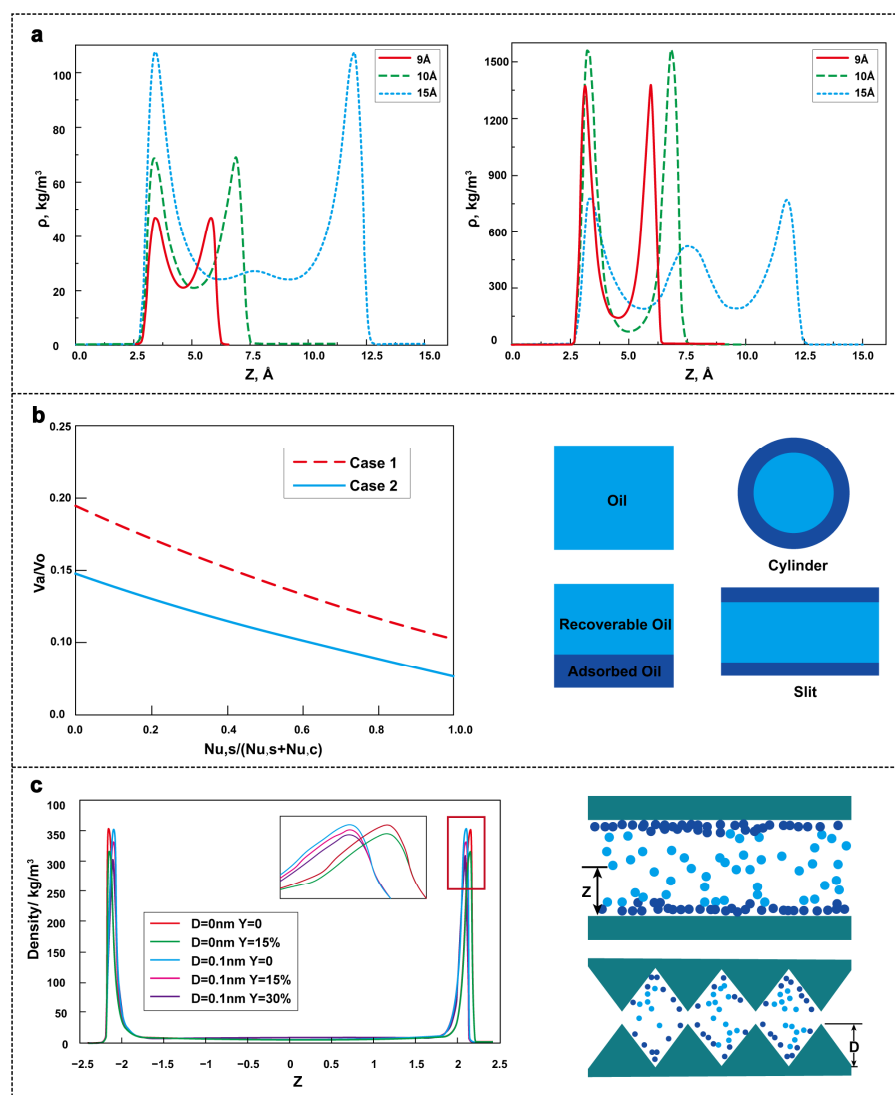 a
ρ, kg/m³
100
80
60
40
20
0
0.0
2.5
5.0
7.5
10.0
12.5
15.0
Z, Å
9Å
10Å
15Å
ρ, kg/m³
1500
1200
900
600
300
0
0.0
2.5
5.0
7.5
10.0
12.5
15.0
Z, Å
9Å
10Å
15Å
b
Va/Vo
0.25
0.20
0.15
0.10
0.0
0.0
0.2
0.4
0.6
0.8
1.0.0
Nu,s/(Nu,s+Nu,c)
Case 1
Case 2
Oil
Cylinder
Recoverable Oil
Adsorbed Oil
Slit
c
Density/ kg/m³
400
350
300
250
200
150
100
50
0
−2.5
−2
−1.5
−1
−0.5
0
0.5
1
1.5
2
2.5
Z
D=0nm Y=0
D=0nm Y=15%
D=0.1nm Y=0
D=0.1nm Y=15%
D=0.1nm Y=30%
Z
D